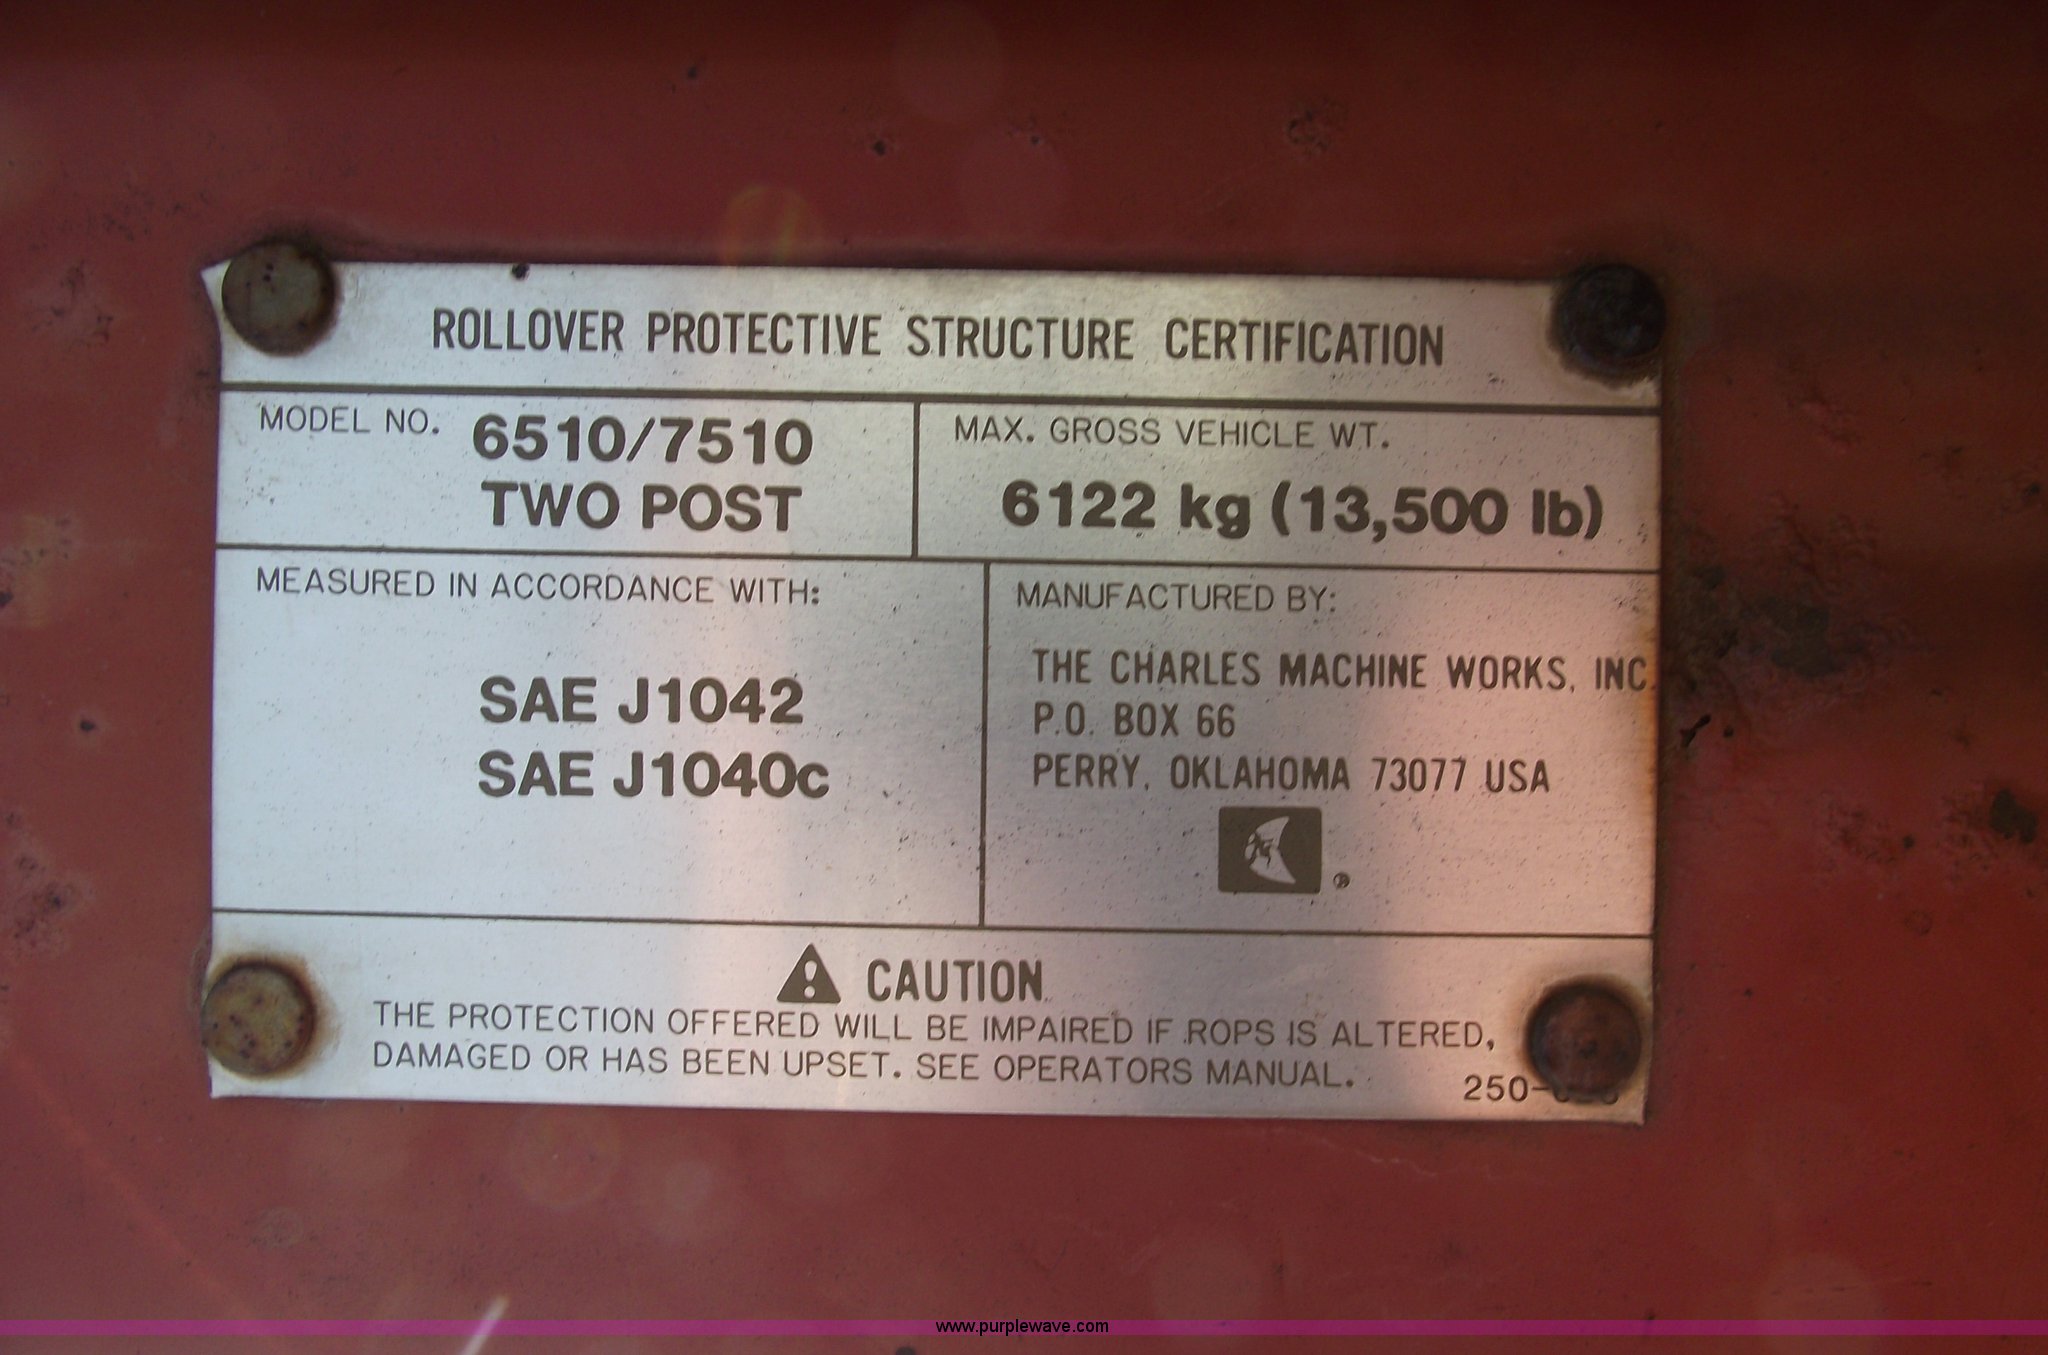 ROLLOVER PROTECTIVE STRUCTURE CERTIFICATION
MODEL NO. 6510/7510
TWO POST
MAX. GROSS VEHICLE WT.
6122 kg (13,500 lb)
MEASURED IN ACCORDANCE WITH:
SAE J1042
SAE J1040c
MANUFACTURED BY:
THE CHARLES MACHINE WORKS, INC.
P.O. BOX 66
PERRY, OKLAHOMA 73077 USA
®
CAUTION
THE PROTECTION OFFERED WILL BE IMPAIRED IF ROPS IS ALTERED,
DAMAGED OR HAS BEEN UPSET. SEE OPERATORS MANUAL.
www.purplewave.com